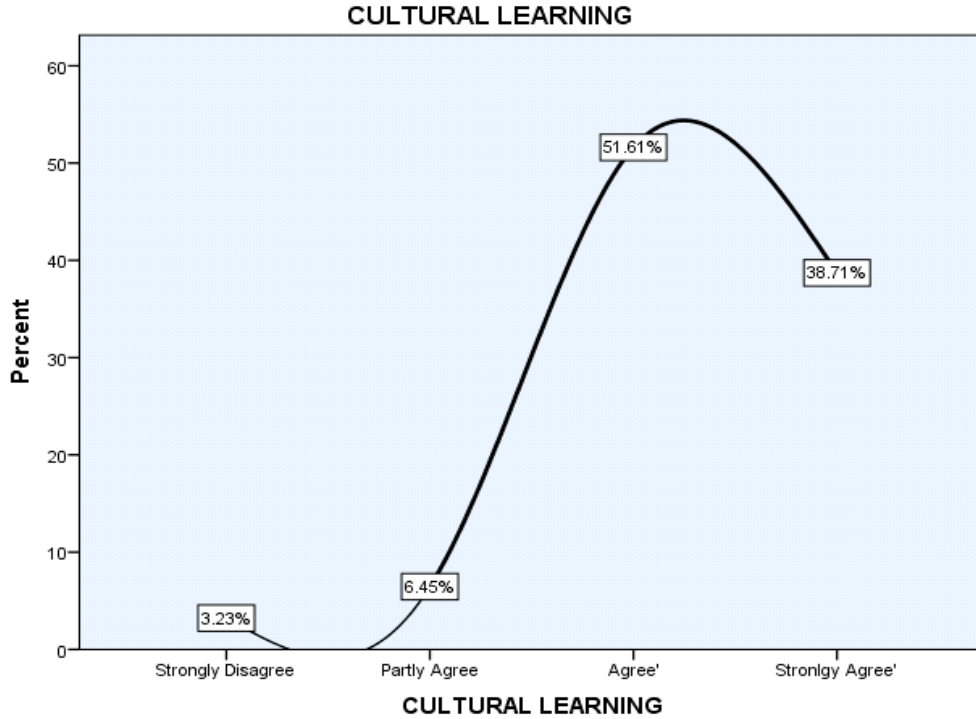 CULTURAL LEARNING
Percent
60
50
40
30
20
10
0
3.23%
6.45%
51.61%
38.71%
Strongly Disagree
Partly Agree
Agree'
Stronlgy Agree'
CULTURAL LEARNING